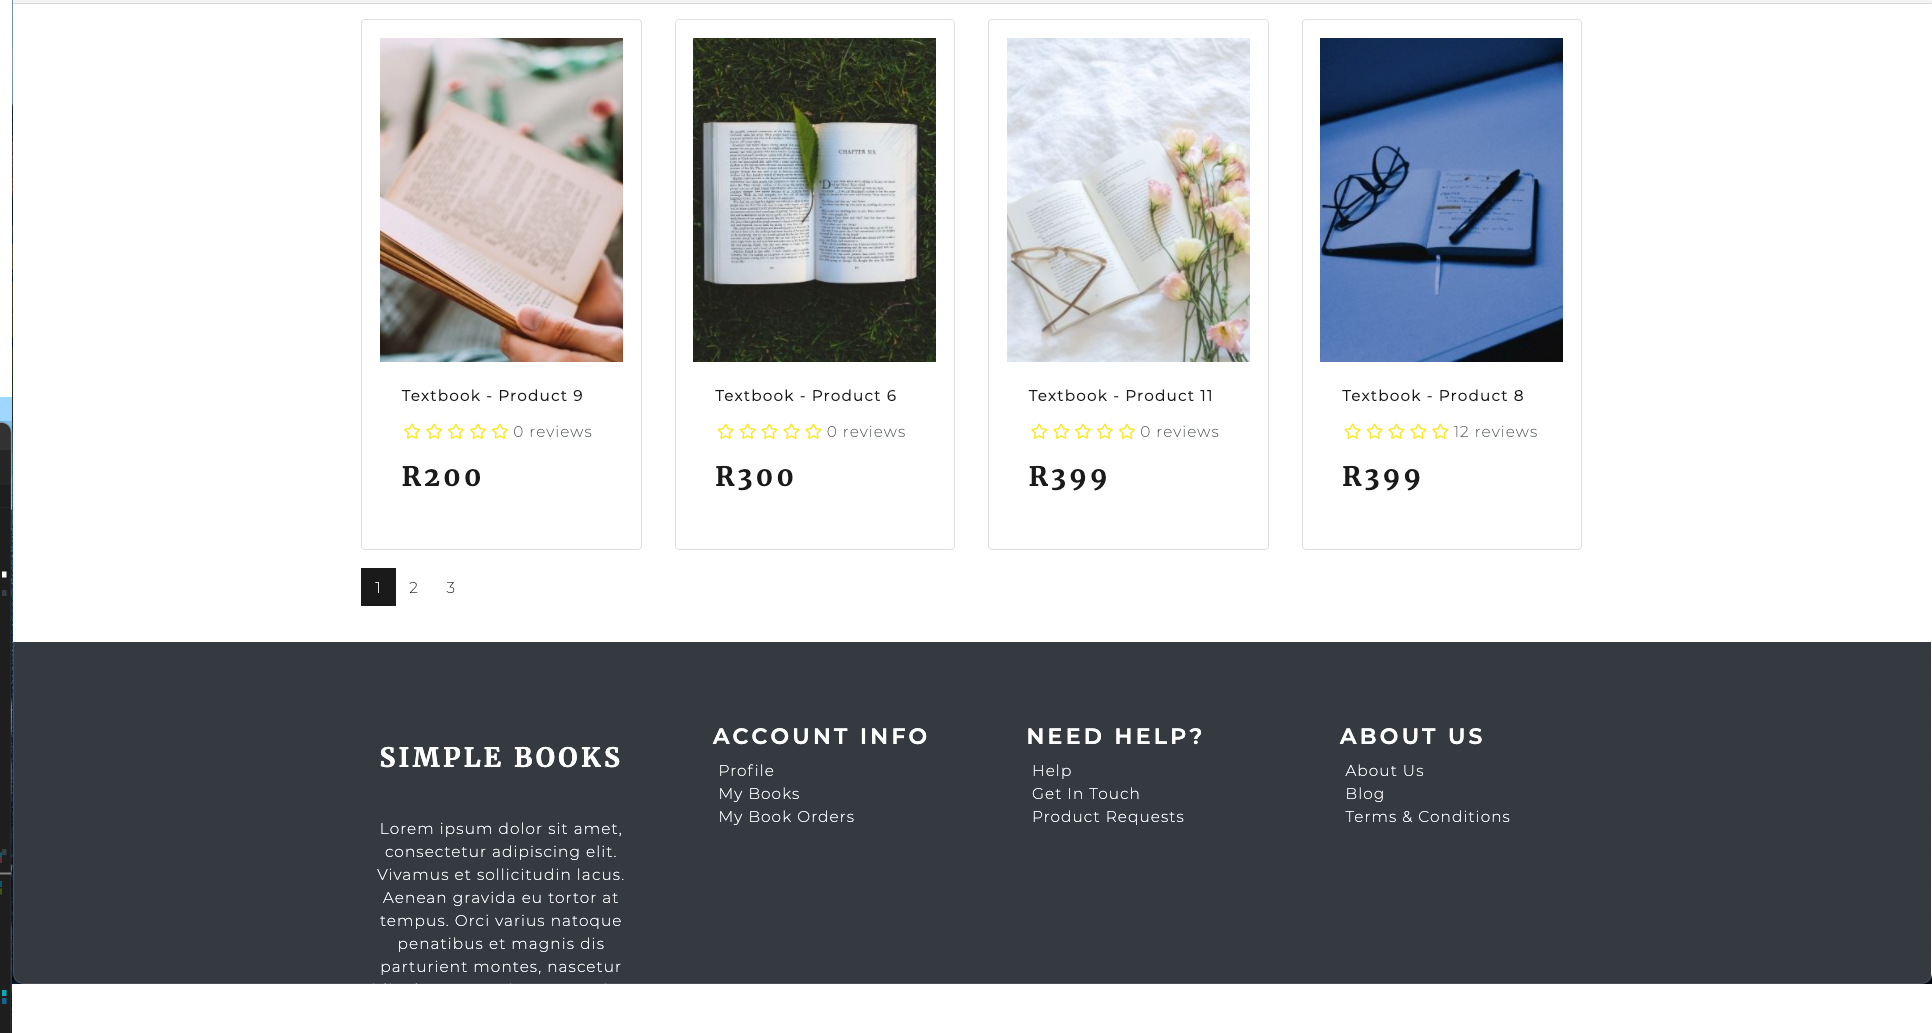 CHAPTER SIX
Textbook - Product 9
0 reviews
R200
Textbook - Product 6
0 reviews
R300
Textbook - Product 11
0 reviews
R399
Textbook - Product 8
12 reviews
R399
1 2 3
SIMPLE BOOKS
Lorem ipsum dolor sit amet,
consectetur adipiscing elit.
Vivamus et sollicitudin lacus.
Aenean gravida eu tortor at
tempus. Orci varius natoque
penatibus et magnis dis
parturient montes, nascetur
ACCOUNT INFO
Profile
My Books
My Book Orders
NEED HELP?
Help
Get In Touch
Product Requests
ABOUT US
About Us
Blog
Terms & Conditions